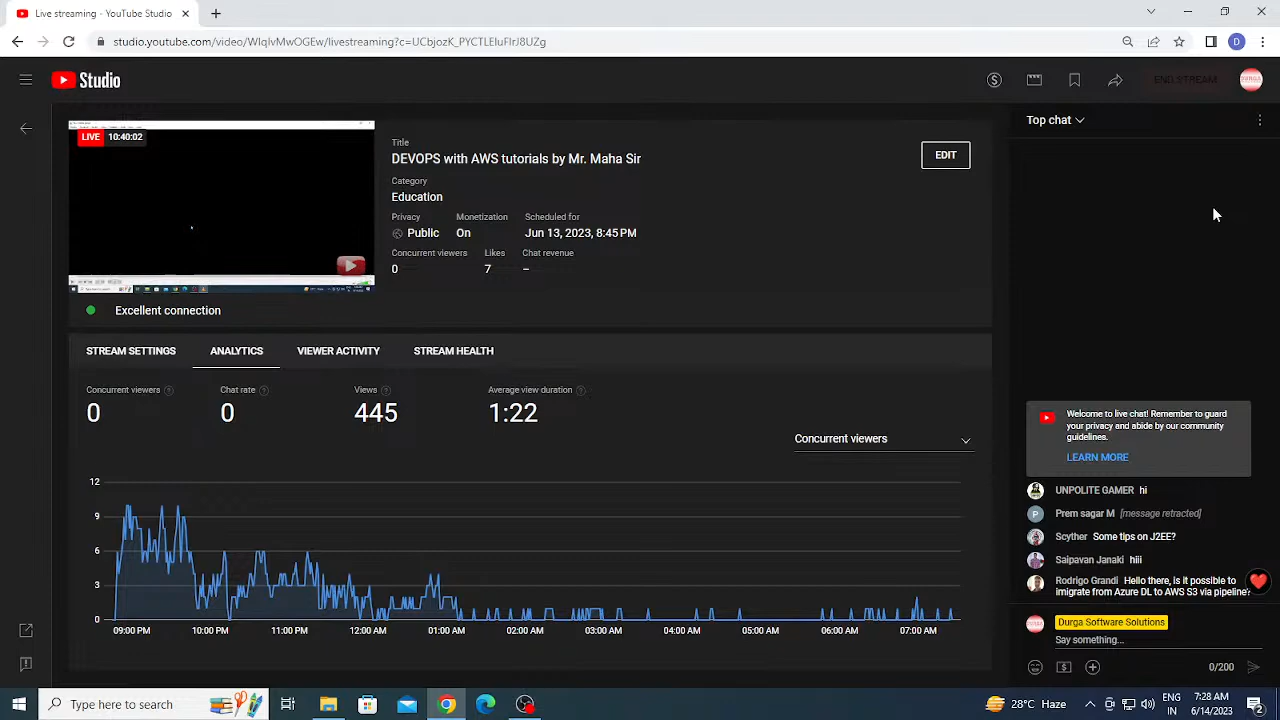 Live streaming - YouTube Studio
studio.youtube.com/video/WIqIvMwOGEw/livestreaming?c=UCbjozK_PYCTLEIuFIrJ8UZg
D
Studio
END STREAM
LIVE 10:40:02
Title
DEVOPS with AWS tutorials by Mr. Maha Sir
EDIT
Category
Education
Privacy Monetization Scheduled for
Public On Jun 13, 2023, 8:45 PM
Concurrent viewers Likes Chat revenue
0 7 –
Excellent connection
STREAM SETTINGS ANALYTICS VIEWER ACTIVITY STREAM HEALTH
Concurrent viewers Chat rate Views Average view duration
0 0 445 1:22
Concurrent viewers
12
9
6
3
0
09:00 PM 10:00 PM 11:00 PM 12:00 AM 01:00 AM 02:00 AM 03:00 AM 04:00 AM 05:00 AM 06:00 AM 07:00 AM
Top chat
Welcome to live chat! Remember to guard
your privacy and abide by our community
guidelines.
LEARN MORE
UNPOLITE GAMER hi
P Prem sagar M [message retracted]
Scyther Some tips on J2EE?
Saipavan Janaki hiii
Rodrigo Grandi Hello there, is it possible to
imigrate from Azure DL to AWS S3 via pipeline?
Durga Software Solutions
Say something...
0/200
Type here to search
28°C Haze
ENG
IN
7:28 AM
6/14/2023
2